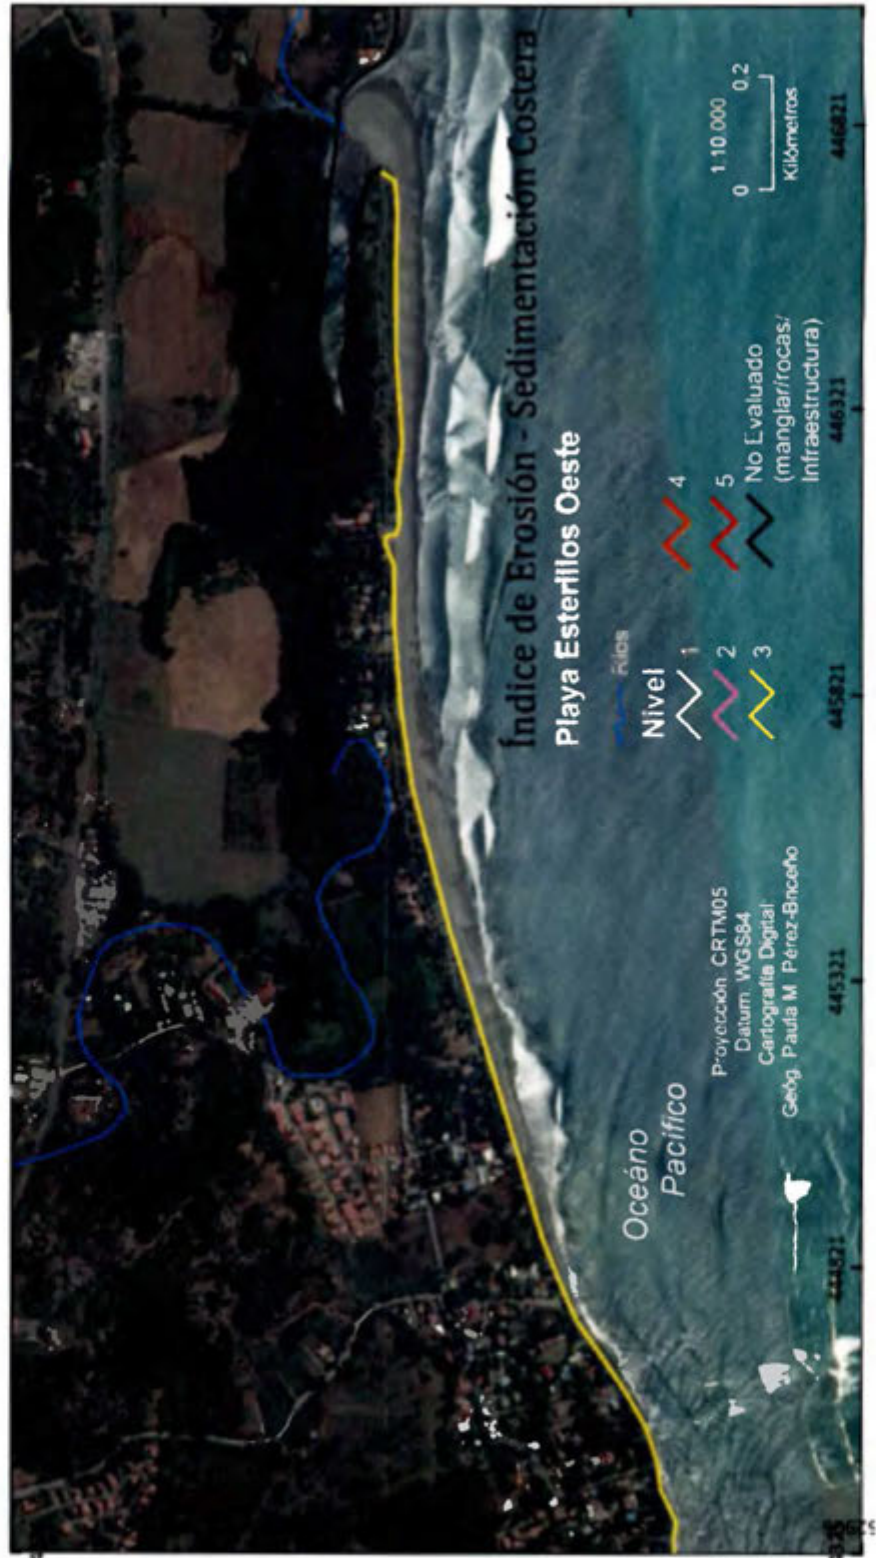 Índice de Erosión - Sedimentación Costera
Playa Esterillos Oeste
Ríos
Nivel
1
2
3
4
5
No Evaluado
(manglar/rocas/
Infraestructura)
1:10.000
0 0.2
Kilómetros
Oceáno
Pacífico
Proyección CRTM05
Datum WGS84
Cartografía Digital
Geóg. Paula M. Pérez-Briceño
444821
445321
445821
446321
446821